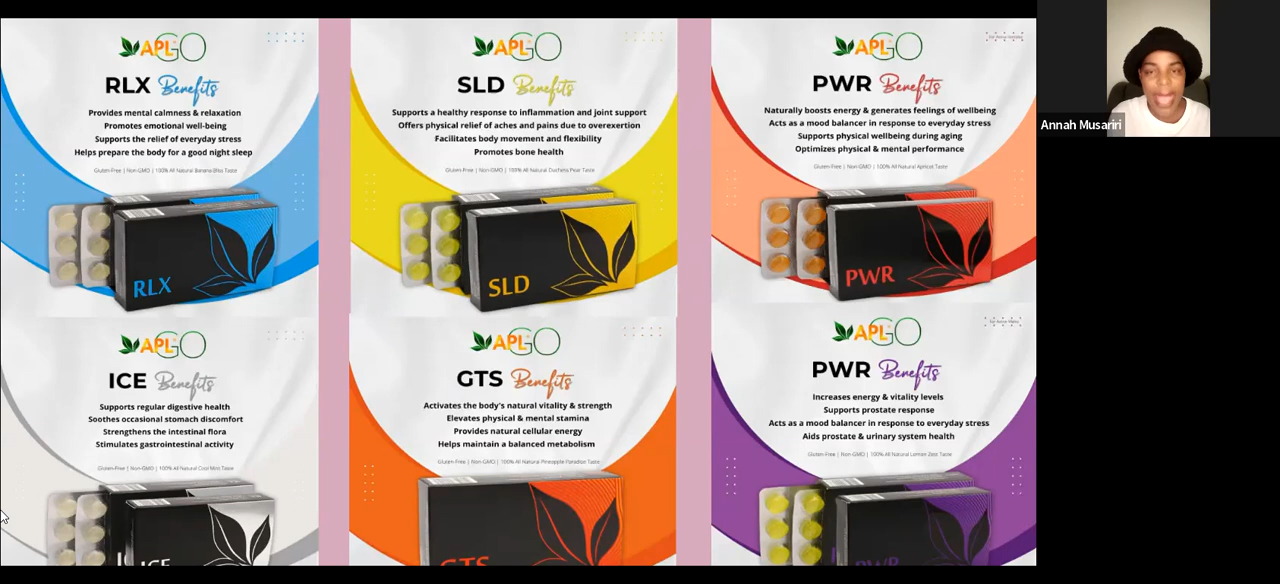 APLGO
RLX Benefits
Provides mental calmness & relaxation
Promotes emotional well-being
Supports the relief of everyday stress
Helps prepare the body for a good night sleep
Gluten-Free | Non-GMO | 100% All Natural Banana Bliss Taste
RLX
APLGO
SLD Benefits
Supports a healthy response to inflammation and joint support
Offers physical relief of aches and pains due to overexertion
Facilitates body movement and flexibility
Promotes bone health
Gluten-Free | Non-GMO | 100% All Natural Duchess Pear Taste
SLD
APLGO
PWR Benefits
Naturally boosts energy & generates feelings of wellbeing
Acts as a mood balancer in response to everyday stress
Supports physical wellbeing during aging
Optimizes physical & mental performance
Gluten-Free | Non-GMO | 100% All Natural Apricot Taste
PWR
Annah Musariri
APLGO
ICE Benefits
Supports regular digestive health
Soothes occasional stomach discomfort
Strengthens the intestinal flora
Stimulates gastrointestinal activity
Gluten-Free | Non-GMO | 100% All Natural Cool Mint Taste
ICE
APLGO
GTS Benefits
Activates the body's natural vitality & strength
Elevates physical & mental stamina
Provides natural cellular energy
Helps maintain a balanced metabolism
Gluten-Free | Non-GMO | 100% All Natural Pineapple Paradise Taste
GTS
APLGO
PWR Benefits
Increases energy & vitality levels
Supports prostate response
Acts as a mood balancer in response to everyday stress
Aids prostate & urinary system health
Gluten-Free | Non-GMO | 100% All Natural Lemon Zest Taste
PWR